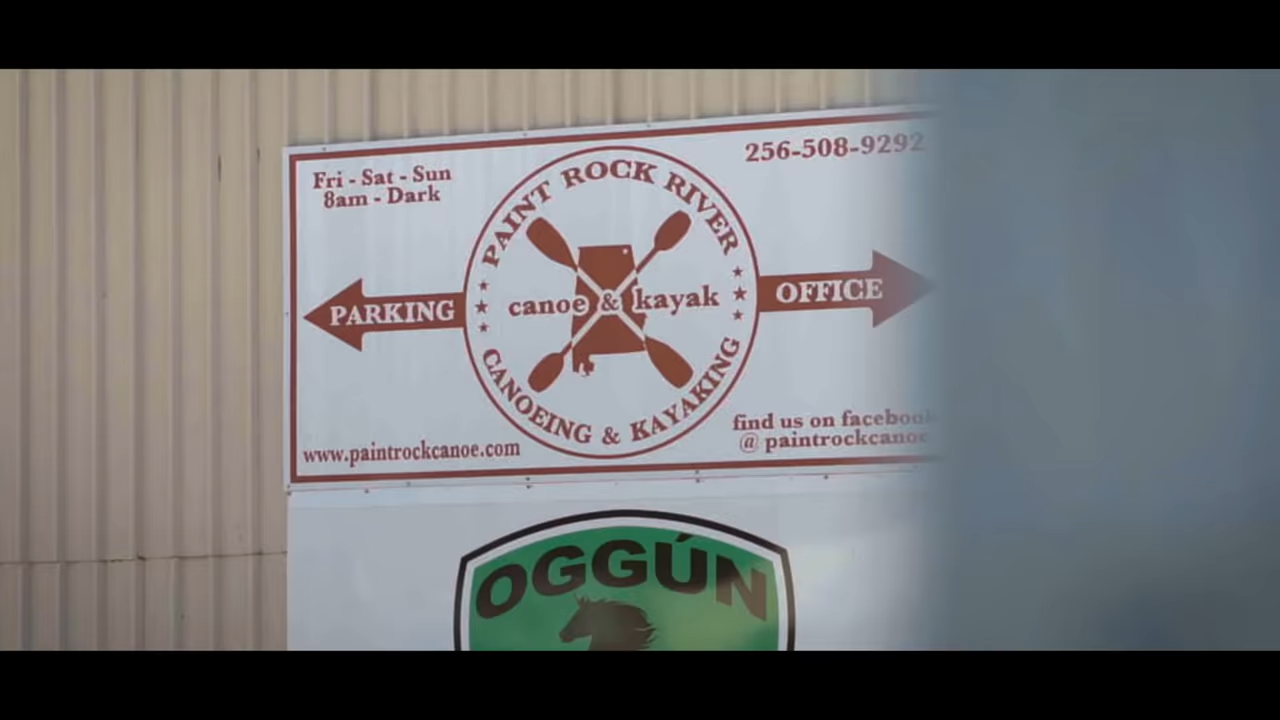 Fri - Sat - Sun
8am - Dark
256-508-9292
PAINT ROCK RIVER
canoe & kayak
CANOEING & KAYAKING
PARKING
OFFICE
www.paintrockcanoe.com
find us on facebook
@ paintrockcanoe
OGGÚN